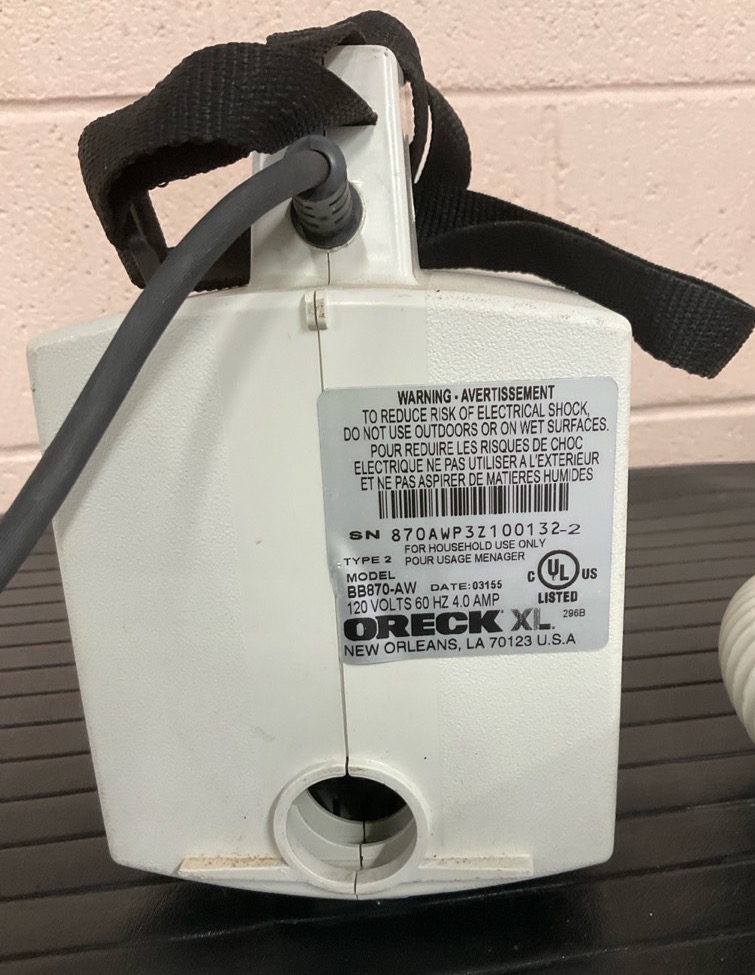 WARNING - AVERTISSEMENT
TO REDUCE RISK OF ELECTRICAL SHOCK,
DO NOT USE OUTDOORS OR ON WET SURFACES.
POUR REDUIRE LES RISQUES DE CHOC
ELECTRIQUE NE PAS UTILISER A L'EXTERIEUR
ET NE PAS ASPIRER DE MATIERES HUMIDES
SN 870AWP3Z100132-2
FOR HOUSEHOLD USE ONLY
TYPE 2 POUR USAGE MENAGER
MODEL
BB870-AW DATE: 03155
120 VOLTS 60 HZ 4.0 AMP
C UL US
LISTED
296B
ORECK XL
NEW ORLEANS, LA 70123 U.S.A